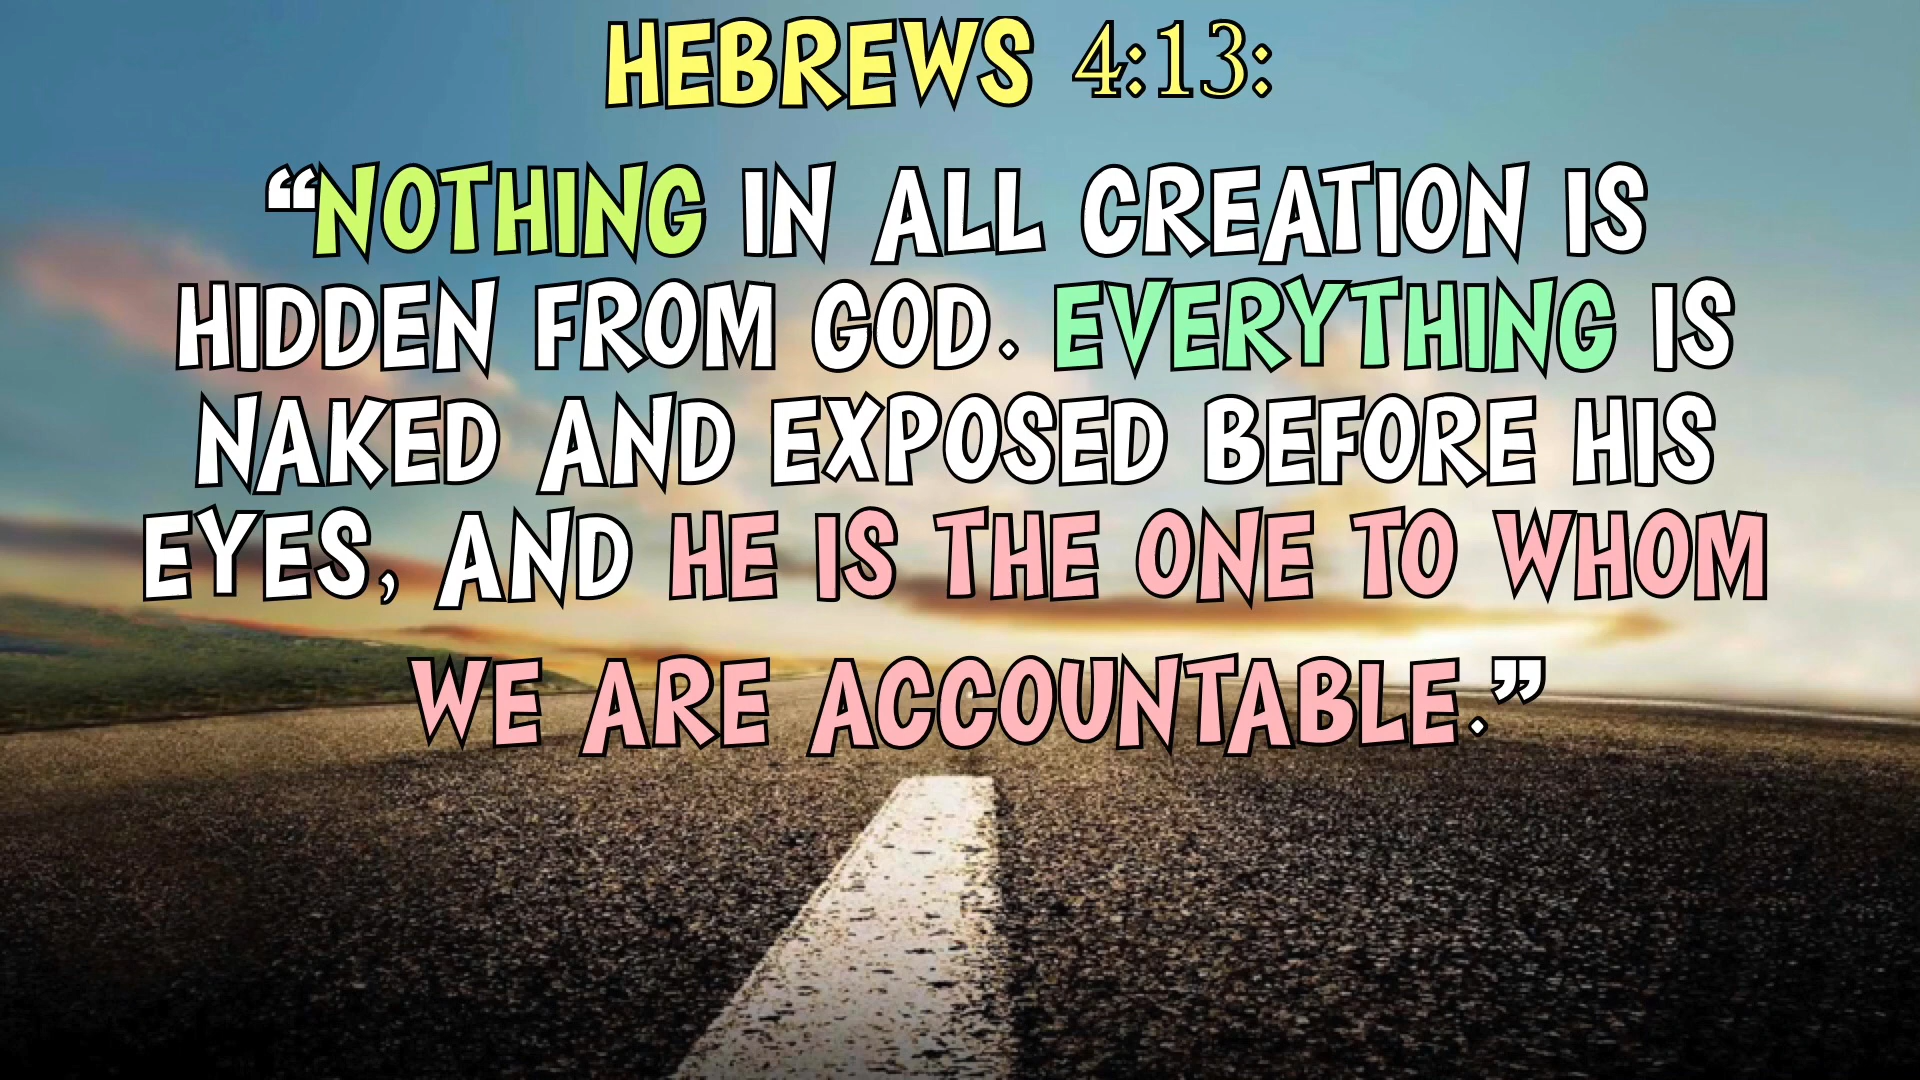 HEBREWS 4:13:
“NOTHING IN ALL CREATION IS
HIDDEN FROM GOD. EVERYTHING IS
NAKED AND EXPOSED BEFORE HIS
EYES, AND HE IS THE ONE TO WHOM
WE ARE ACCOUNTABLE.”